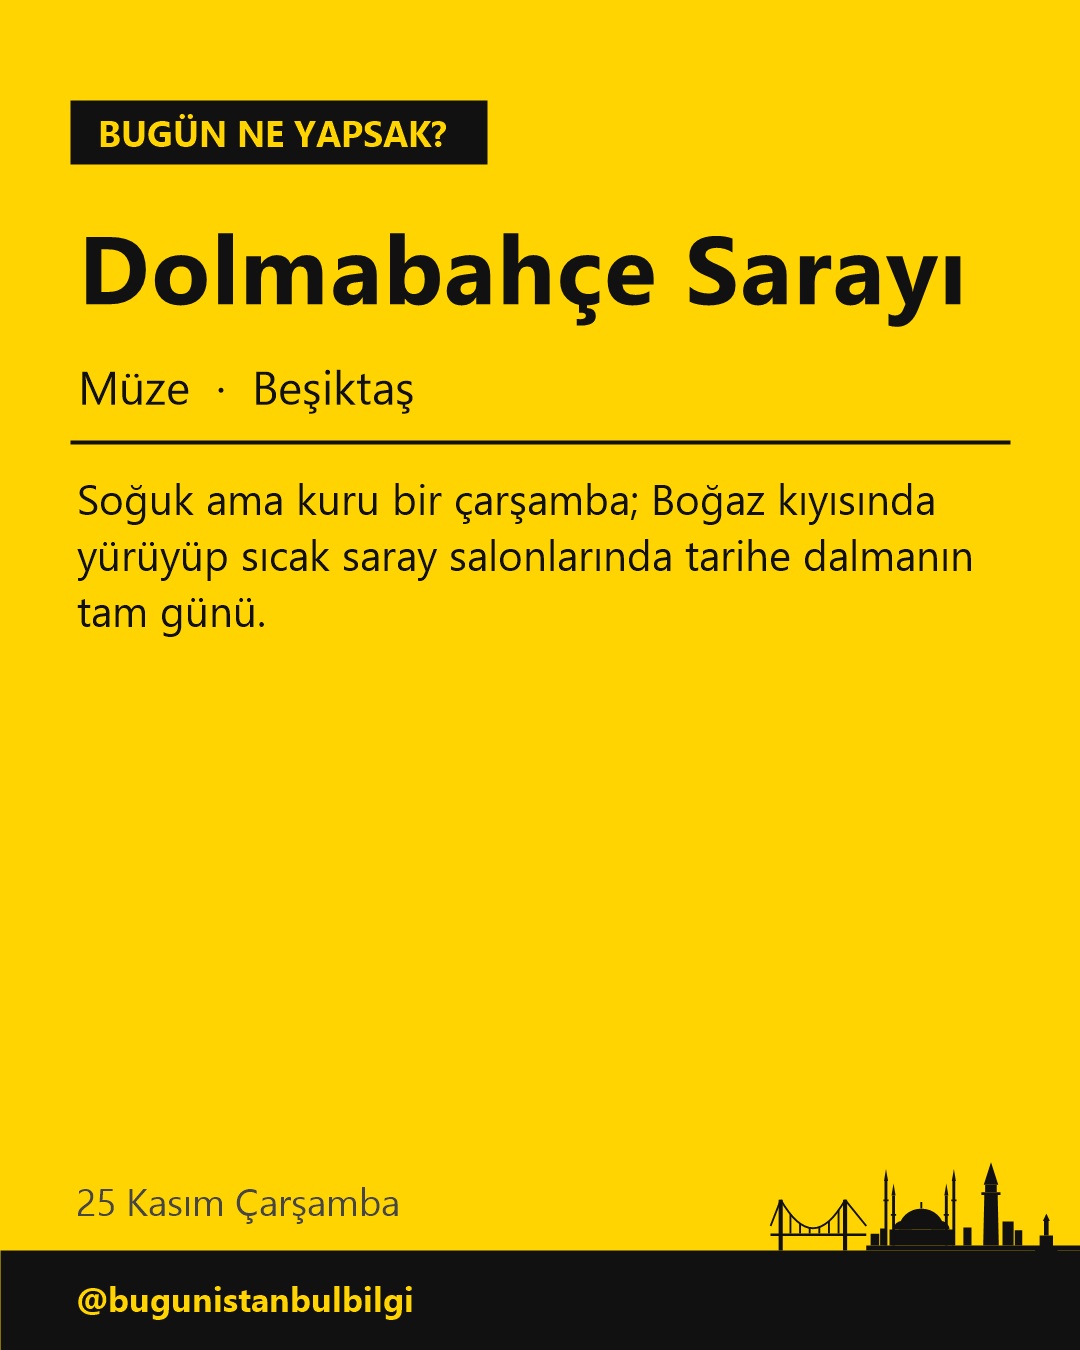 BUGÜN NE YAPSAK?
Dolmabahçe Sarayı
Müze · Beşiktaş
Soğuk ama kuru bir çarşamba; Boğaz kıyısında
yürüyüp sıcak saray salonlarında tarihe dalmanın
tam günü.
25 Kasım Çarşamba
@bugunistanbulbilgi